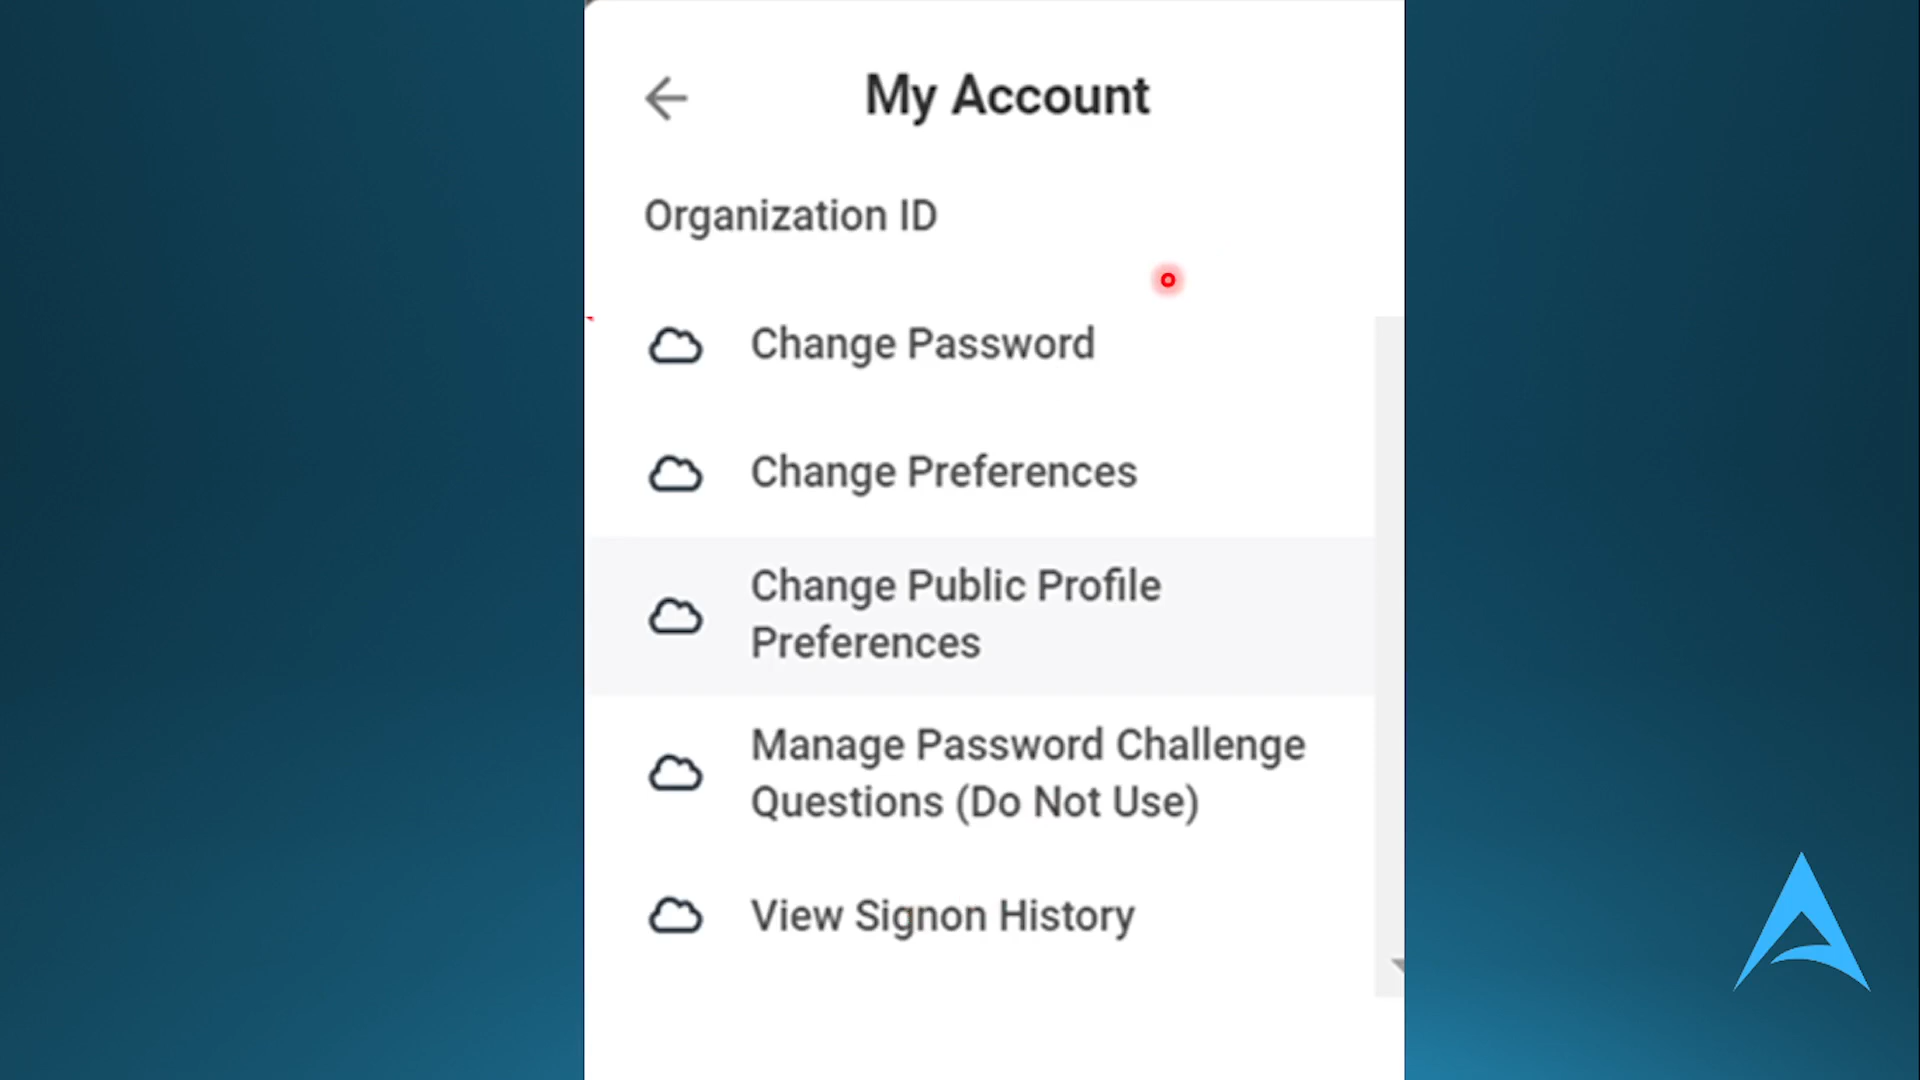 My Account
Organization ID
Change Password
Change Preferences
Change Public Profile
Preferences
Manage Password Challenge
Questions (Do Not Use)
View Signon History